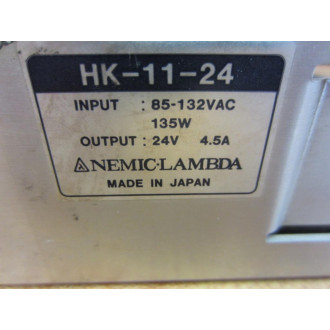 HK-11-24
INPUT : 85-132VAC
135W
OUTPUT : 24V 4.5A
NEMIC-LAMBDA
MADE IN JAPAN